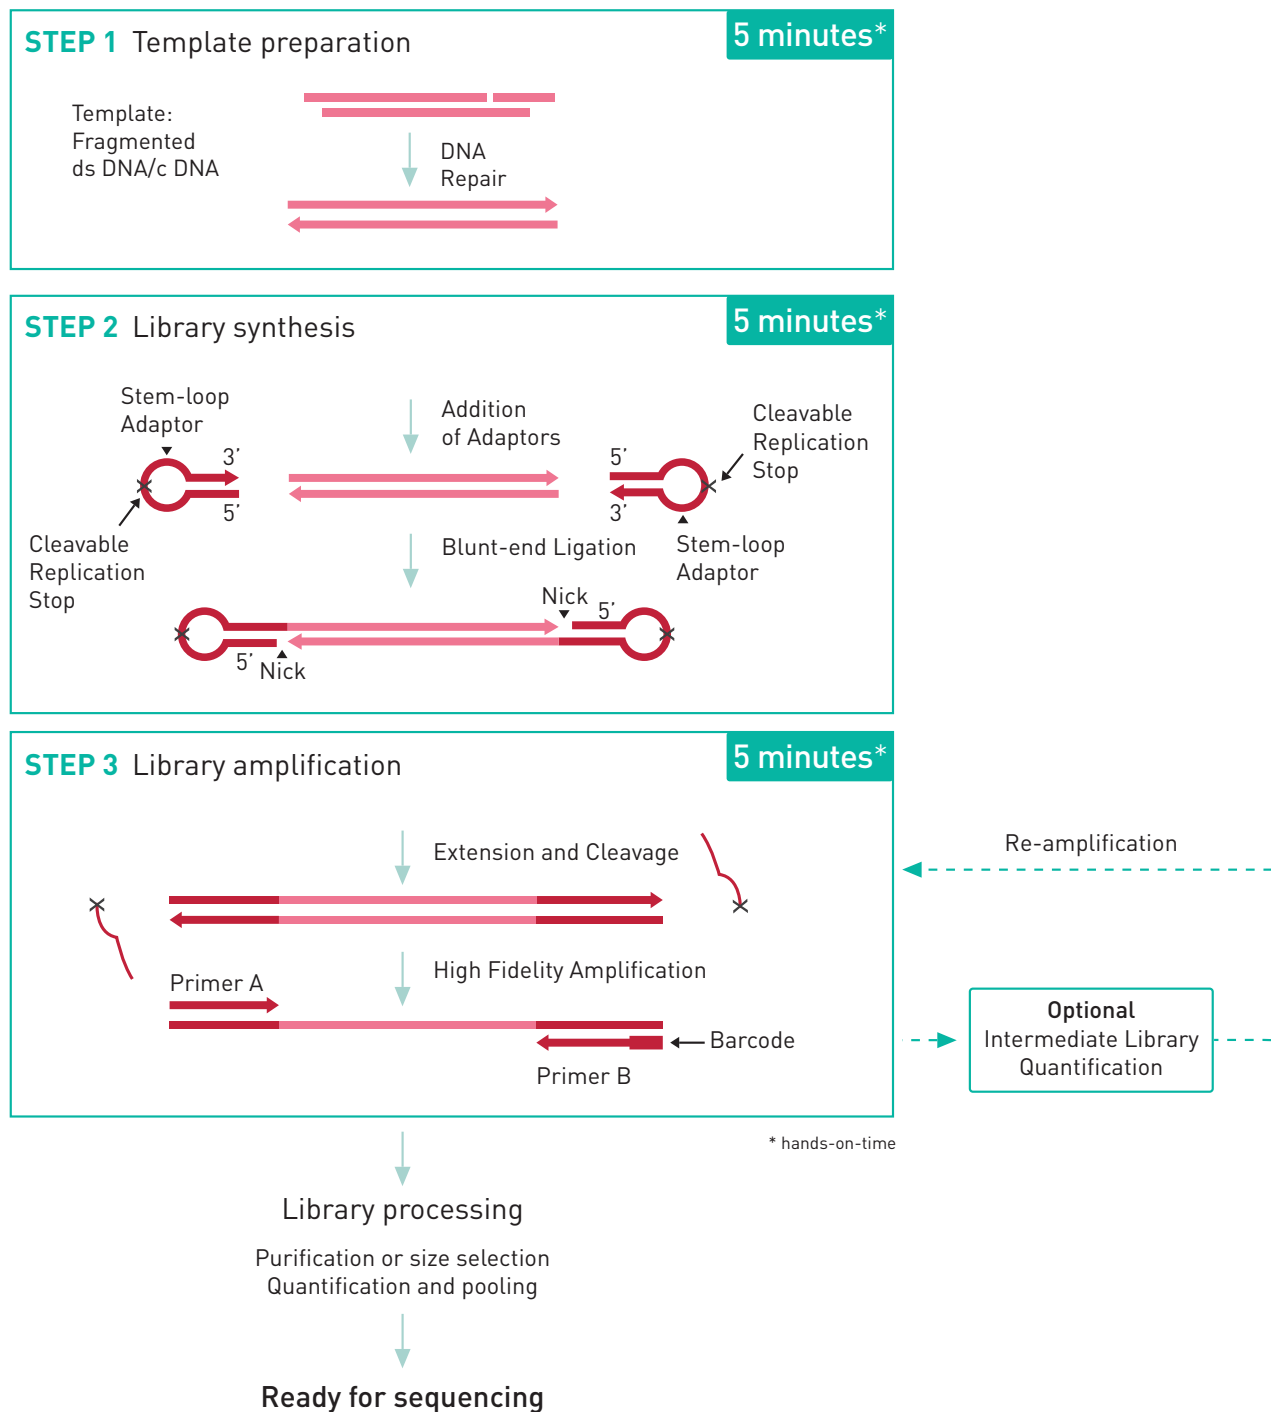 STEP 1 Template preparation
5 minutes*
Template:
Fragmented
ds DNA/c DNA
DNA
Repair
STEP 2 Library synthesis
5 minutes*
Stem-loop
Adaptor
3’
5’
Cleavable
Replication
Stop
Addition
of Adaptors
5’
3’
Cleavable
Replication
Stop
Stem-loop
Adaptor
Blunt-end Ligation
Nick
5’
5’
Nick
STEP 3 Library amplification
5 minutes*
Extension and Cleavage
Re-amplification
High Fidelity Amplification
Primer A
Barcode
Primer B
Optional
Intermediate Library
Quantification
* hands-on-time
Library processing
Purification or size selection
Quantification and pooling
Ready for sequencing